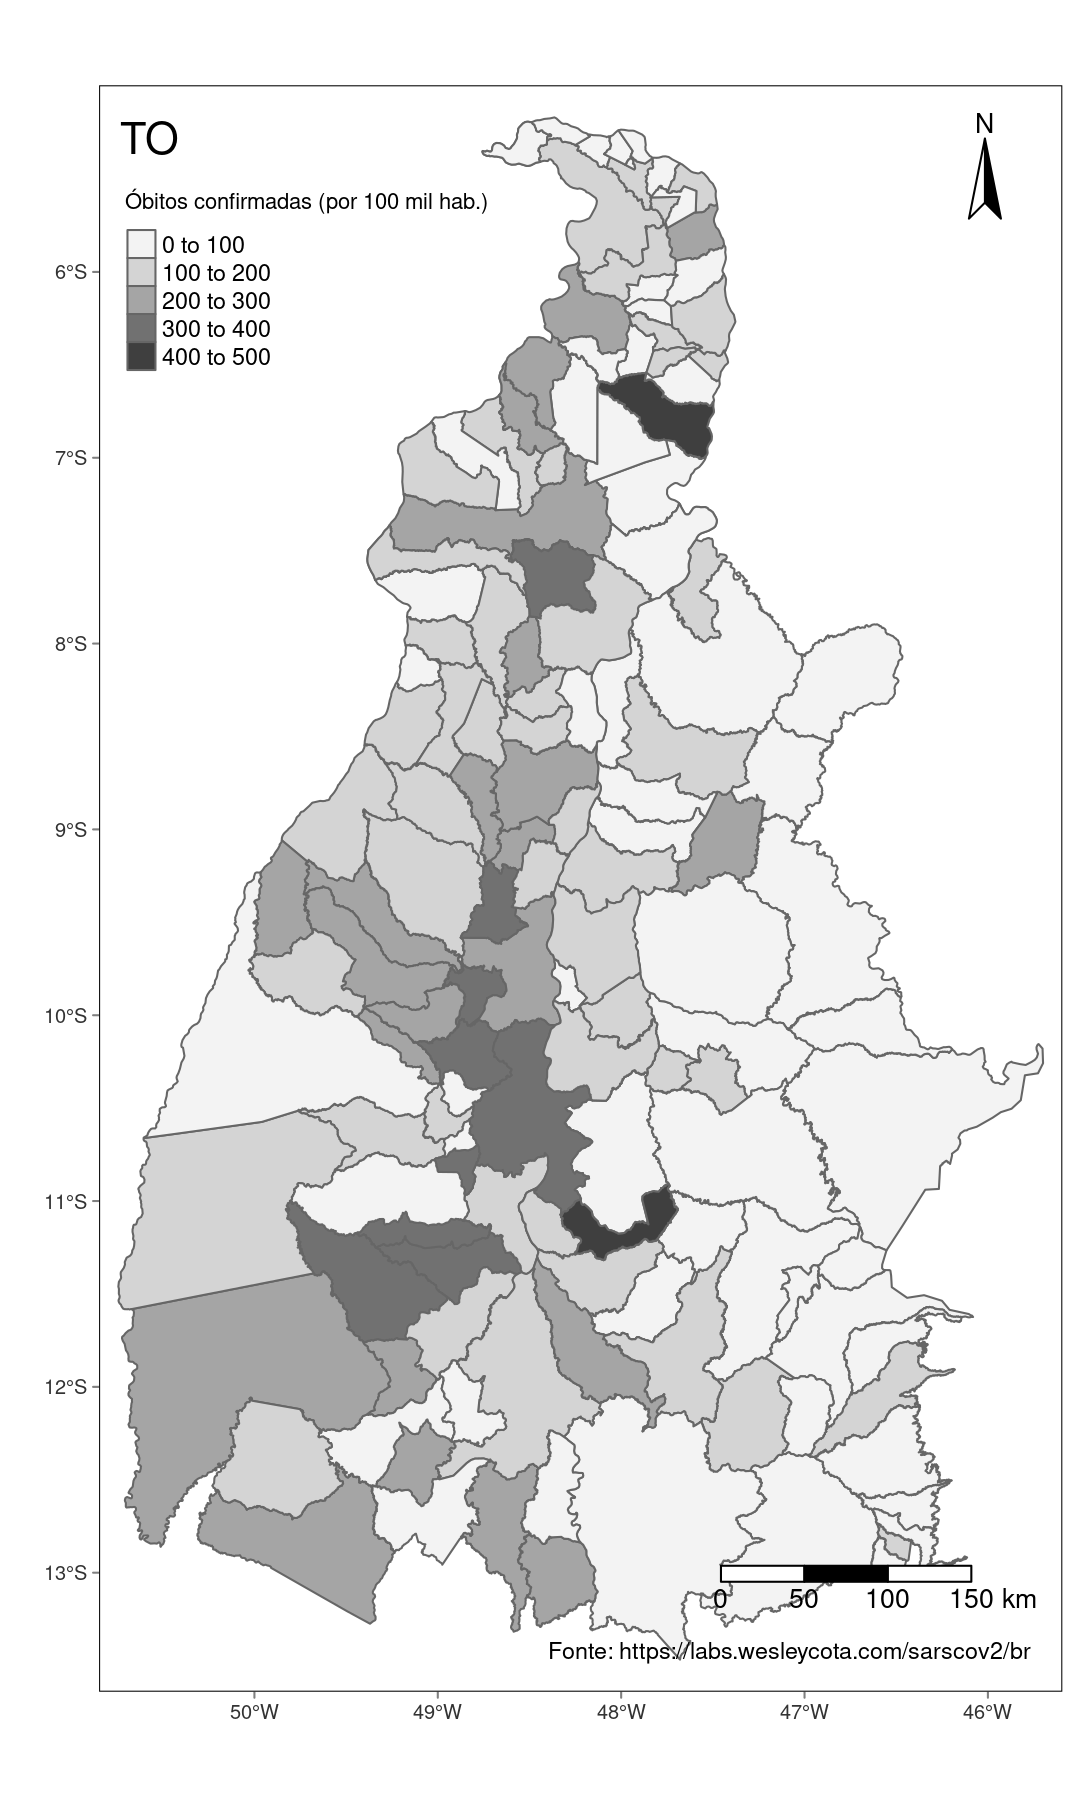 TO
N
Óbitos confirmadas (por 100 mil hab.)
0 to 100
100 to 200
200 to 300
300 to 400
400 to 500
6°S
7°S
8°S
9°S
10°S
11°S
12°S
13°S
0 50 100 150 km
Fonte: https://labs.wesleycota.com/sarscov2/br
50°W 49°W 48°W 47°W 46°W